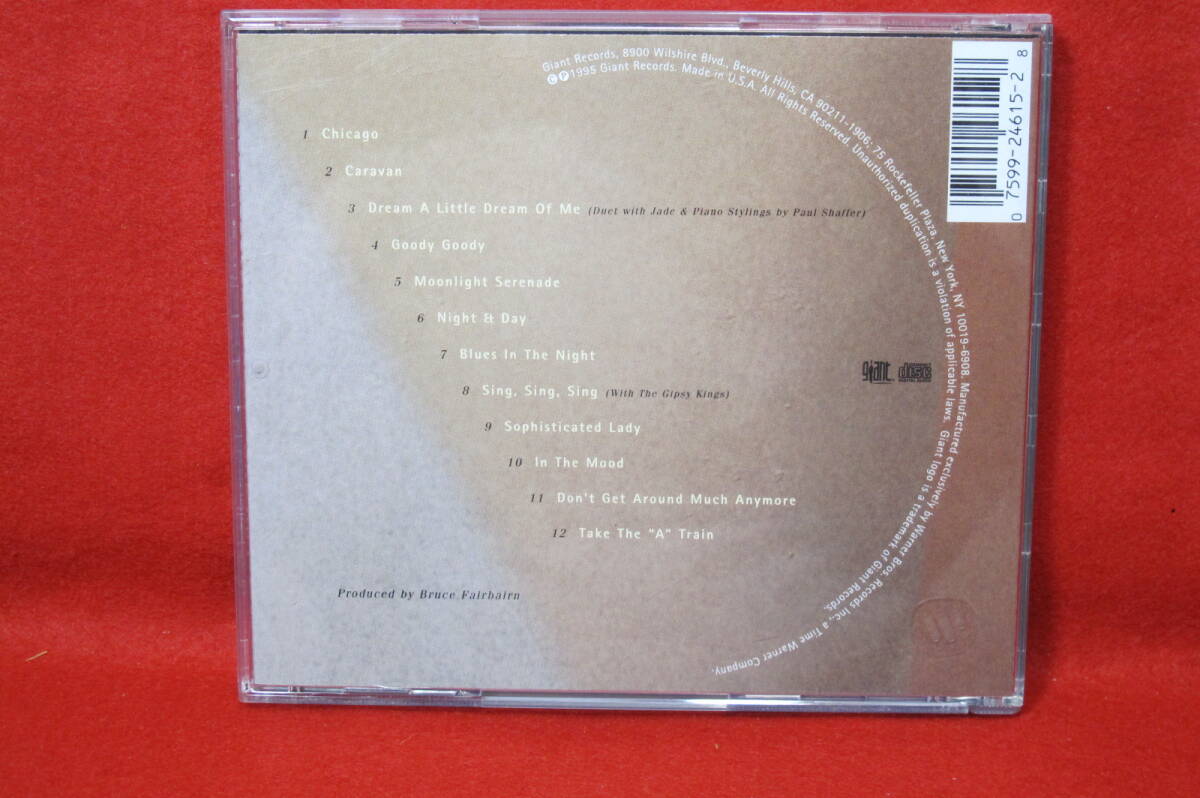 Giant Records, 8900 Wilshire Blvd., Beverly Hills, CA 90211-1906; 75 Rockefeller Plaza, New York, NY 10019-6908. Manufactured exclusively by Warner Bros. Records Inc., a Time Warner Company.
©℗1995 Giant Records. Made in U.S.A. All Rights Reserved. Unauthorized duplication is a violation of applicable laws. Giant logo is a trademark of Giant Records.
0 7599-24615-2 8
1 Chicago
2 Caravan
3 Dream A Little Dream Of Me (Duet with Jade & Piano Stylings by Paul Shaffer)
4 Goody Goody
5 Moonlight Serenade
6 Night & Day
7 Blues In The Night
giant disc
8 Sing, Sing, Sing (With The Gipsy Kings)
9 Sophisticated Lady
10 In The Mood
11 Don't Get Around Much Anymore
12 Take The "A" Train
Produced by Bruce Fairbairn